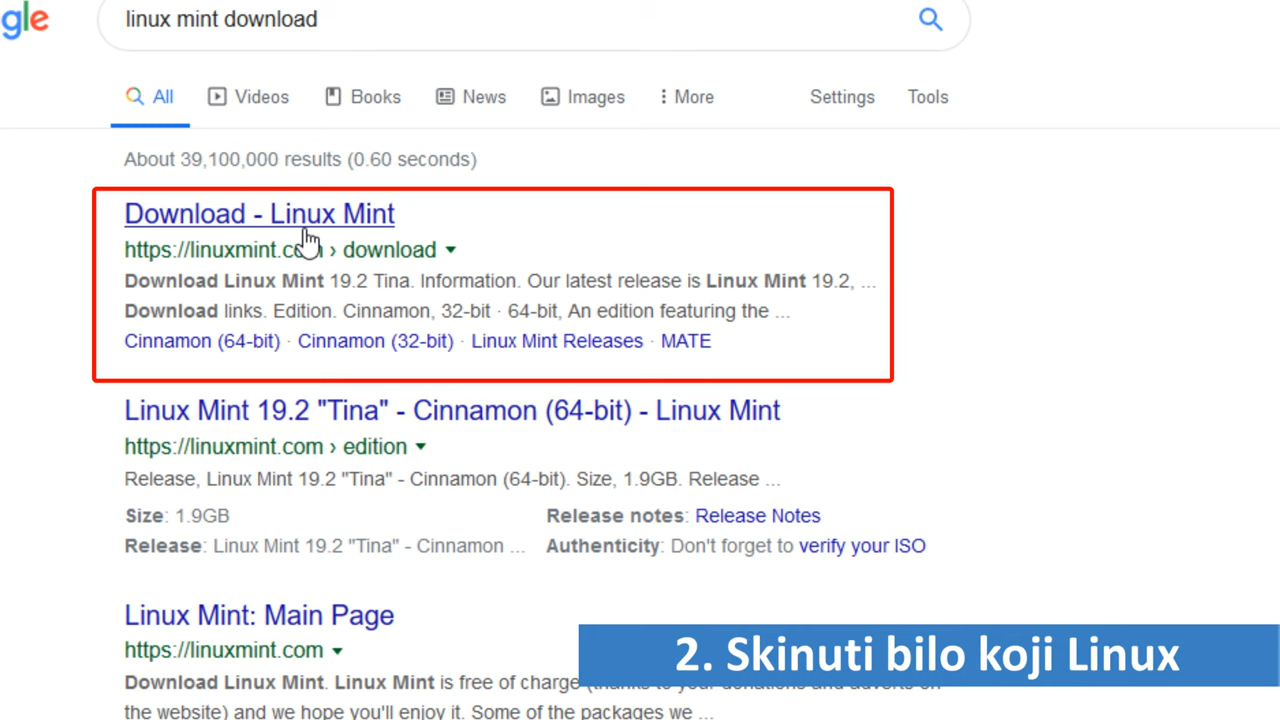 gle
linux mint download
All Videos Books News Images More Settings Tools
About 39,100,000 results (0.60 seconds)
Download - Linux Mint
https://linuxmint.com › download
Download Linux Mint 19.2 Tina. Information. Our latest release is Linux Mint 19.2, ...
Download links. Edition. Cinnamon, 32-bit · 64-bit, An edition featuring the ...
Cinnamon (64-bit) · Cinnamon (32-bit) · Linux Mint Releases · MATE
Linux Mint 19.2 "Tina" - Cinnamon (64-bit) - Linux Mint
https://linuxmint.com › edition
Release, Linux Mint 19.2 "Tina" - Cinnamon (64-bit). Size, 1.9GB. Release ...
Size: 1.9GB Release notes: Release Notes
Release: Linux Mint 19.2 "Tina" - Cinnamon ... Authenticity: Don't forget to verify your ISO
Linux Mint: Main Page
https://linuxmint.com
2. Skinuti bilo koji Linux
Download Linux Mint. Linux Mint is free of charge (thanks to your donations and adverts on
the website) and we hope you'll enjoy it. Some of the packages we ...